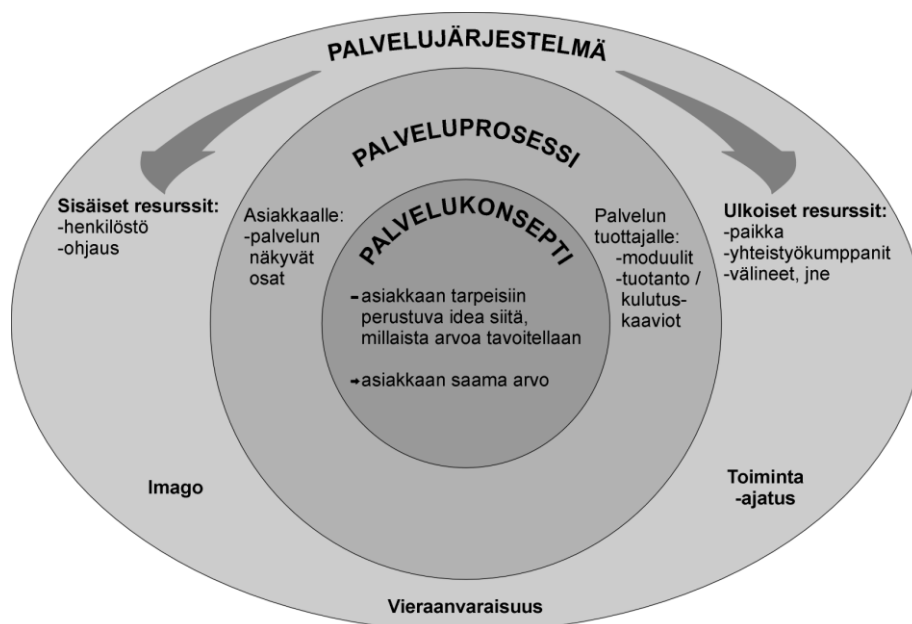 PALVELUJÄRJESTELMÄ
PALVELUPROSESSI
PALVELUKONSEPTI
Sisäiset resurssit:
-henkilöstö
-ohjaus
Asiakkaalle:
-palvelun
näkyvät
osat
-asiakkaan tarpeisiin
perustuva idea siitä,
millaista arvoa tavoitellaan
➞asiakkaan saama arvo
Palvelun
tuottajalle:
-moduulit
-tuotanto /
kulutus-
kaaviot
Ulkoiset resurssit:
-paikka
-yhteistyökumppanit
-välineet, jne
Imago
Toiminta
-ajatus
Vieraanvaraisuus